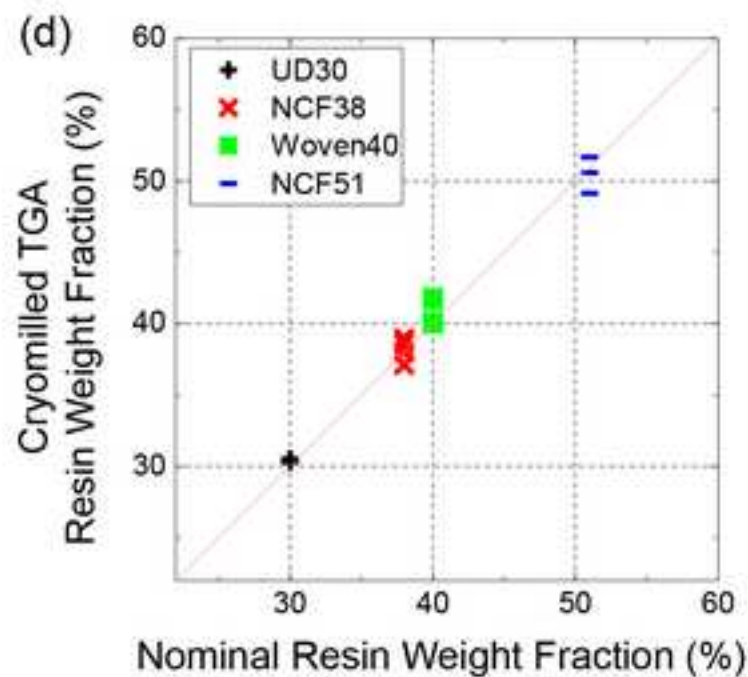 (d)
60
UD30
NCF38
Woven40
NCF51
50
40
30
Cryomilled TGA
Resin Weight Fraction (%)
30 40 50 60
Nominal Resin Weight Fraction (%)